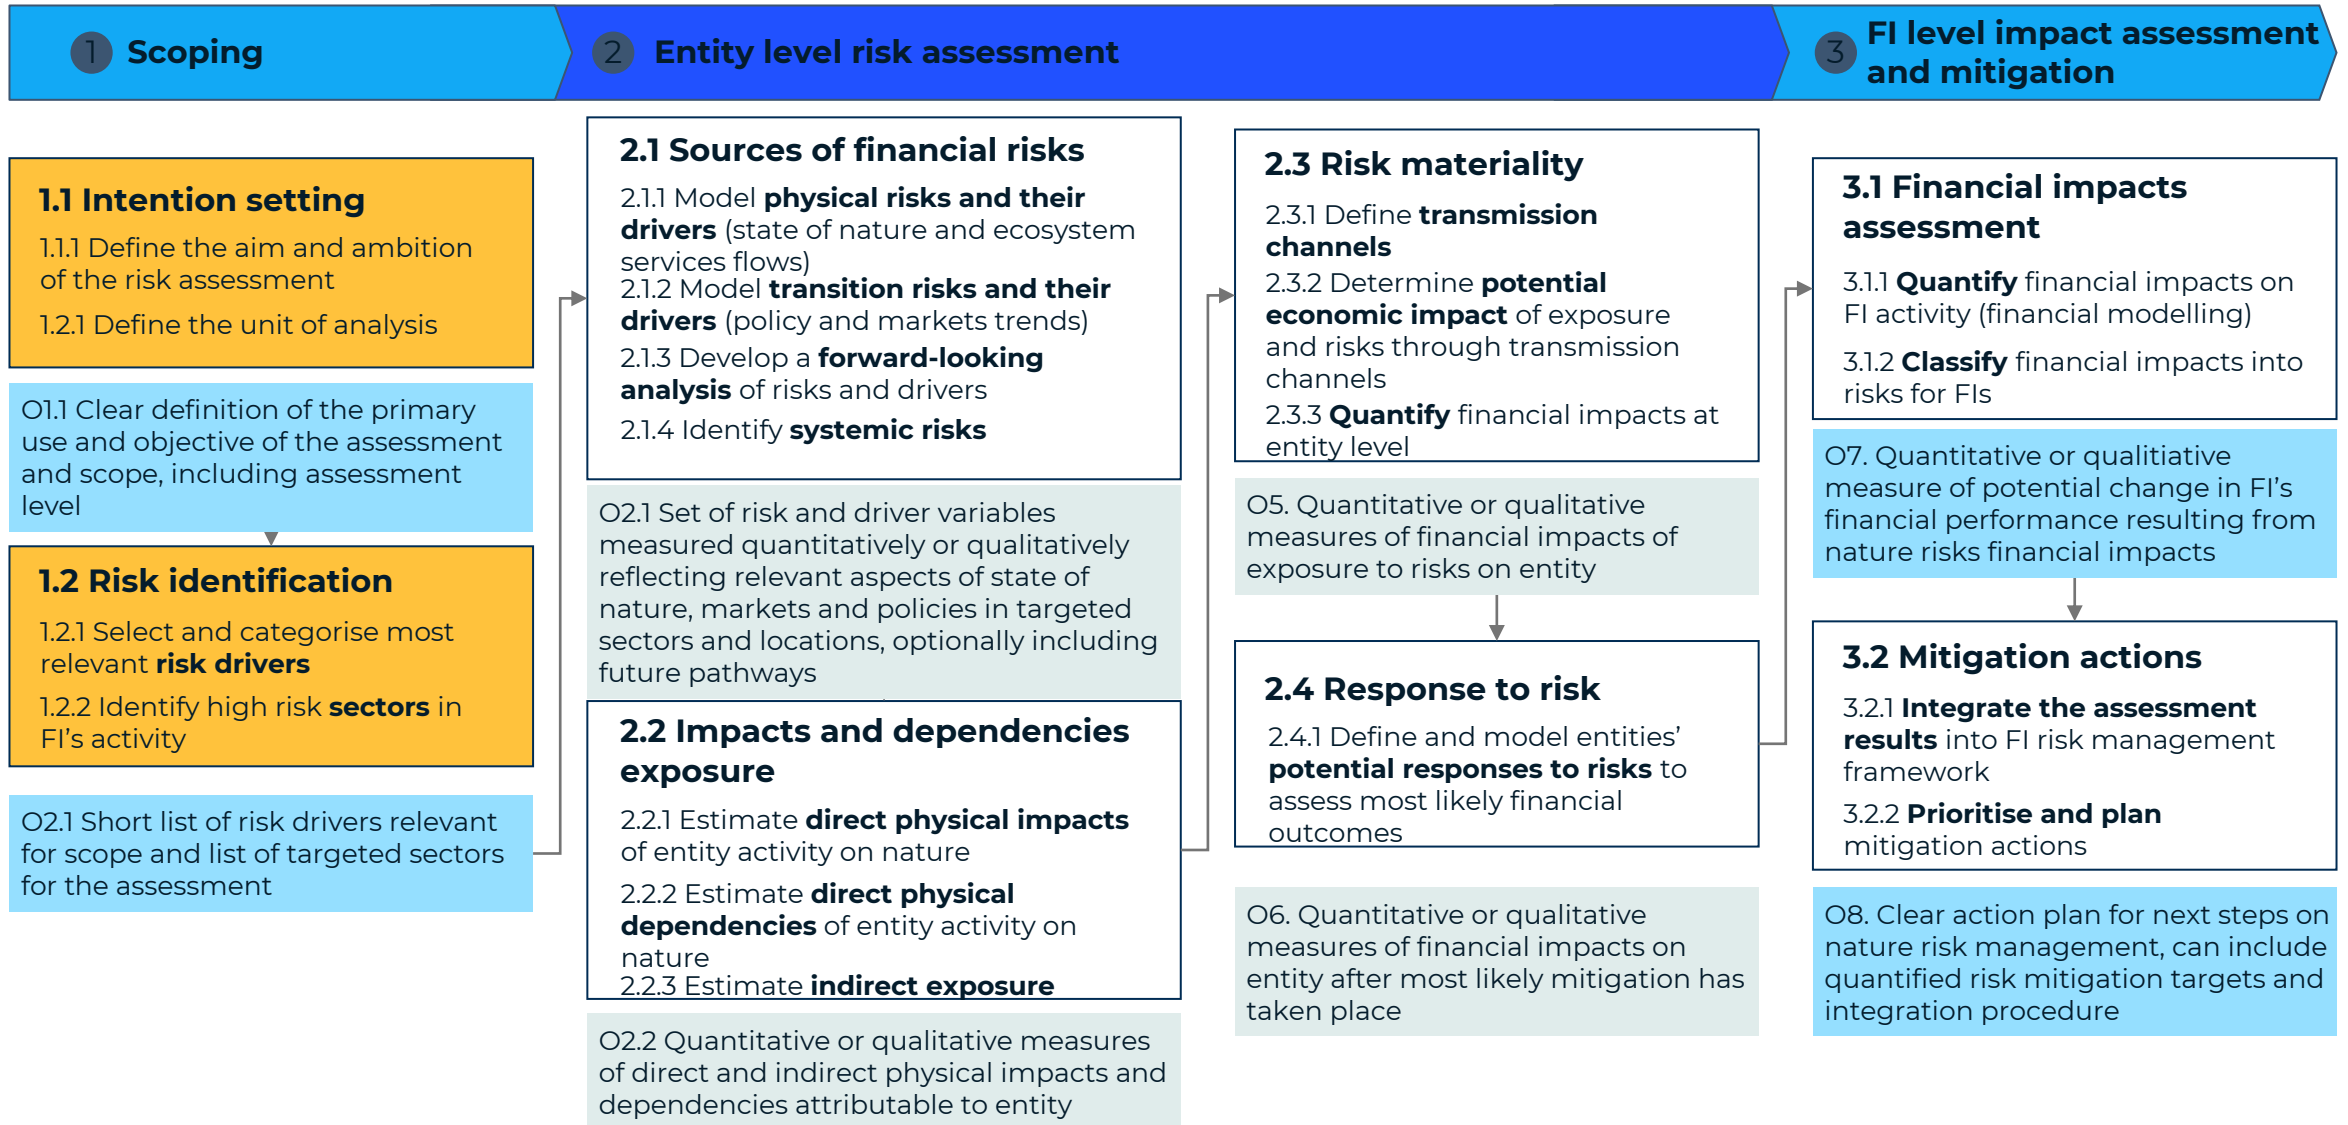 1 Scoping
2 Entity level risk assessment
3 FI level impact assessment
and mitigation
1.1 Intention setting
1.1.1 Define the aim and ambition
of the risk assessment
1.2.1 Define the unit of analysis
O1.1 Clear definition of the primary
use and objective of the assessment
and scope, including assessment
level
1.2 Risk identification
1.2.1 Select and categorise most
relevant risk drivers
1.2.2 Identify high risk sectors in
FI's activity
O2.1 Short list of risk drivers relevant
for scope and list of targeted sectors
for the assessment
2.1 Sources of financial risks
2.1.1 Model physical risks and their
drivers (state of nature and ecosystem
services flows)
2.1.2 Model transition risks and their
drivers (policy and markets trends)
2.1.3 Develop a forward-looking
analysis of risks and drivers
2.1.4 Identify systemic risks
O2.1 Set of risk and driver variables
measured quantitatively or qualitatively
reflecting relevant aspects of state of
nature, markets and policies in targeted
sectors and locations, optionally including
future pathways
2.2 Impacts and dependencies
exposure
2.2.1 Estimate direct physical impacts
of entity activity on nature
2.2.2 Estimate direct physical
dependencies of entity activity on
nature
2.2.3 Estimate indirect exposure
O2.2 Quantitative or qualitative measures
of direct and indirect physical impacts and
dependencies attributable to entity
2.3 Risk materiality
2.3.1 Define transmission
channels
2.3.2 Determine potential
economic impact of exposure
and risks through transmission
channels
2.3.3 Quantify financial impacts at
entity level
O5. Quantitative or qualitative
measures of financial impacts of
exposure to risks on entity
2.4 Response to risk
2.4.1 Define and model entities'
potential responses to risks to
assess most likely financial
outcomes
O6. Quantitative or qualitative
measures of financial impacts on
entity after most likely mitigation has
taken place
3.1 Financial impacts
assessment
3.1.1 Quantify financial impacts on
FI activity (financial modelling)
3.1.2 Classify financial impacts into
risks for FIs
O7. Quantitative or qualitiative
measure of potential change in FI's
financial performance resulting from
nature risks financial impacts
3.2 Mitigation actions
3.2.1 Integrate the assessment
results into FI risk management
framework
3.2.2 Prioritise and plan
mitigation actions
O8. Clear action plan for next steps on
nature risk management, can include
quantified risk mitigation targets and
integration procedure